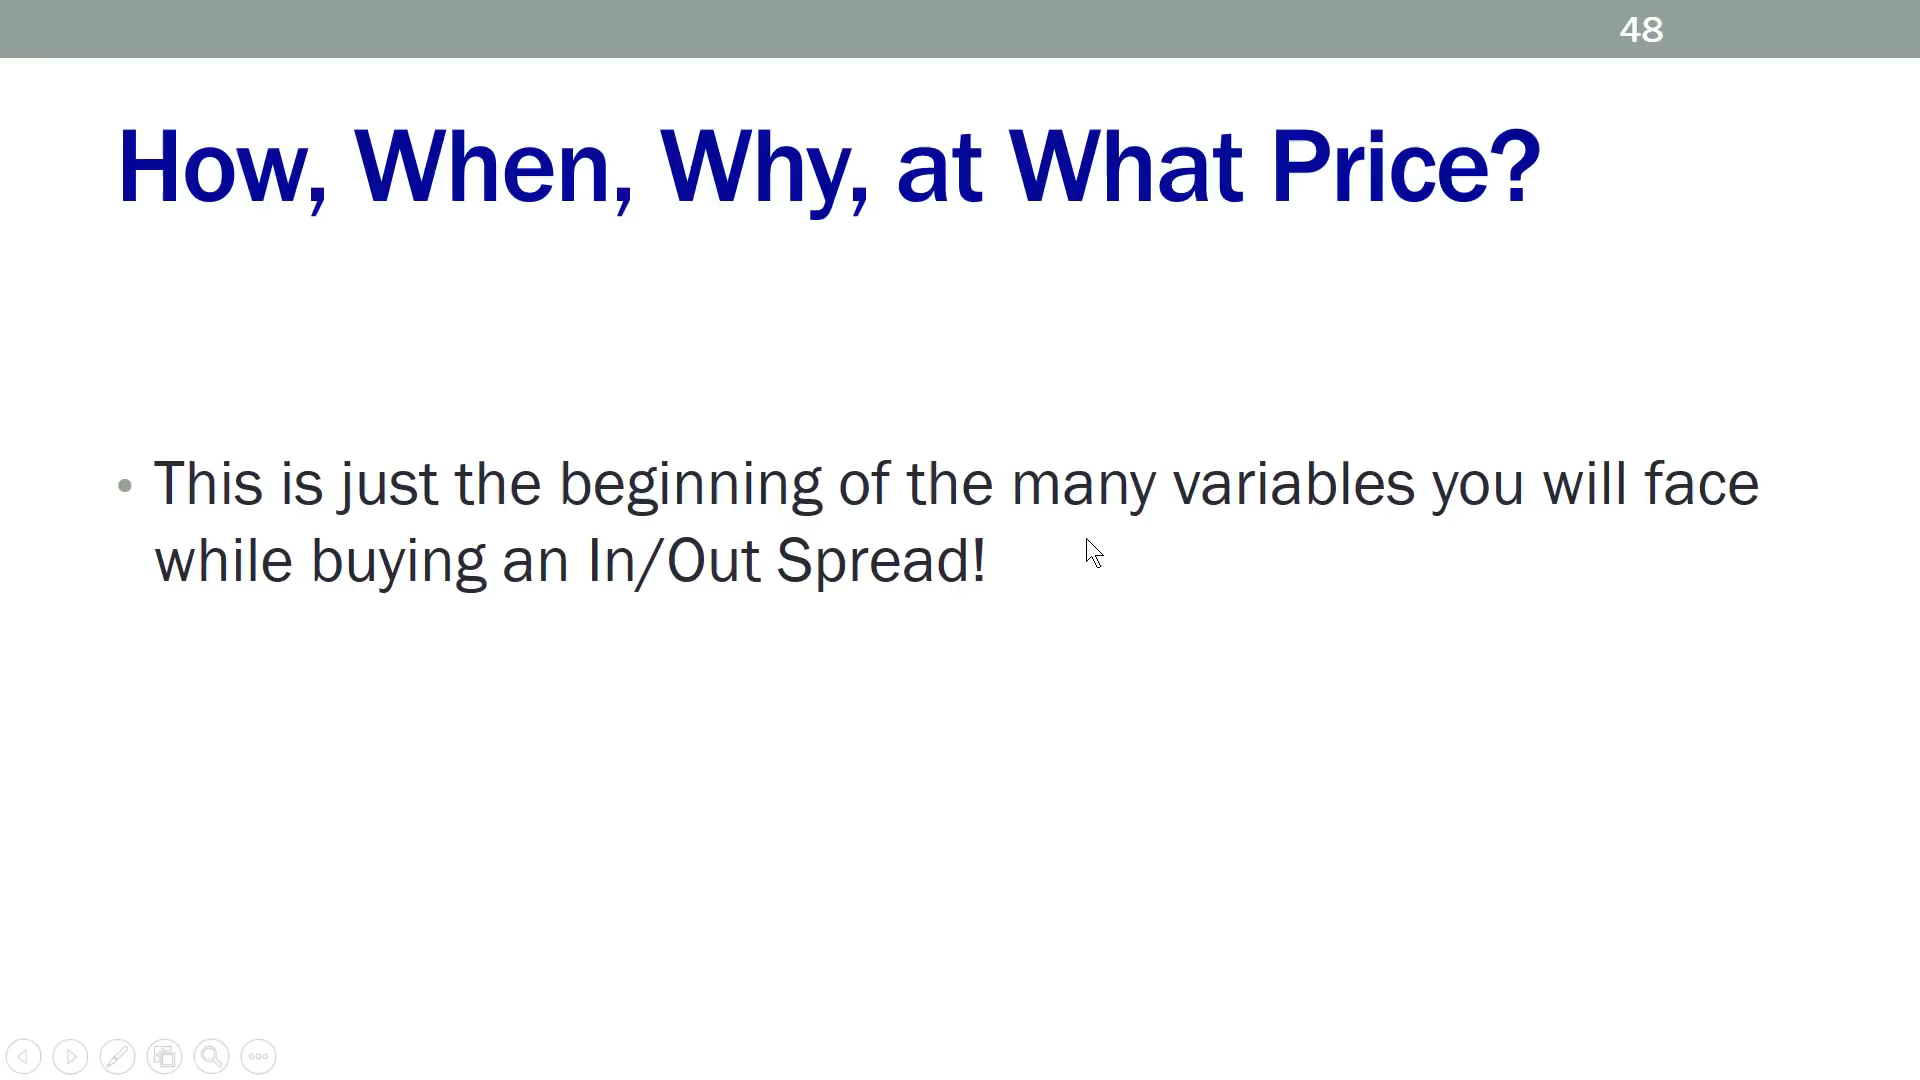 48
How, When, Why, at What Price?
• This is just the beginning of the many variables you will face
while buying an In/Out Spread!